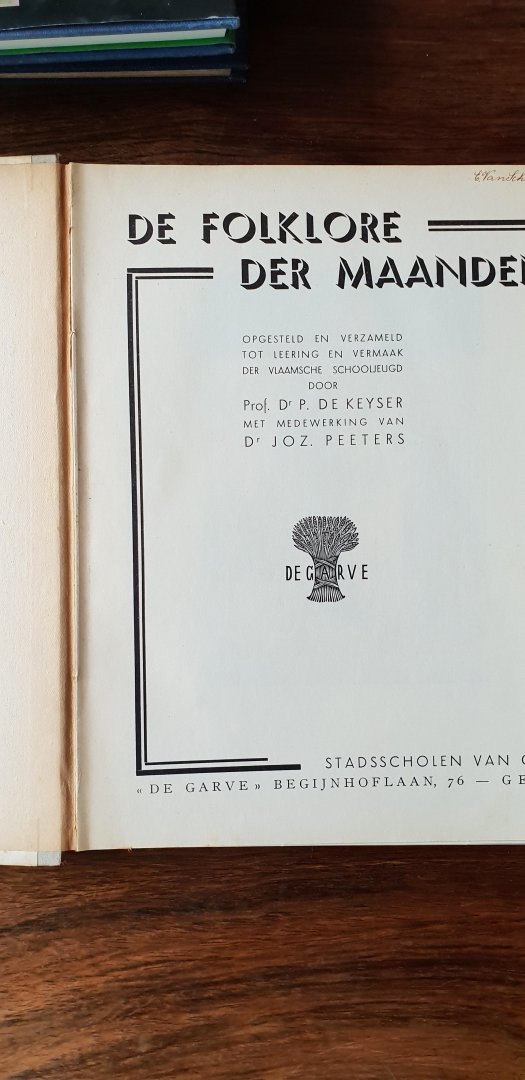 DE FOLKLORE
DER MAANDEN
OPGESTELD EN VERZAMELD
TOT LEERING EN VERMAAK
DER VLAAMSCHE SCHOOLJEUGD
DOOR
Prof. Dr P. DE KEYSER
MET MEDEWERKING VAN
Dr JOZ. PEETERS
DE GARVE
STADSSCHOLEN VAN
« DE GARVE » BEGIJNHOFLAAN, 76 —